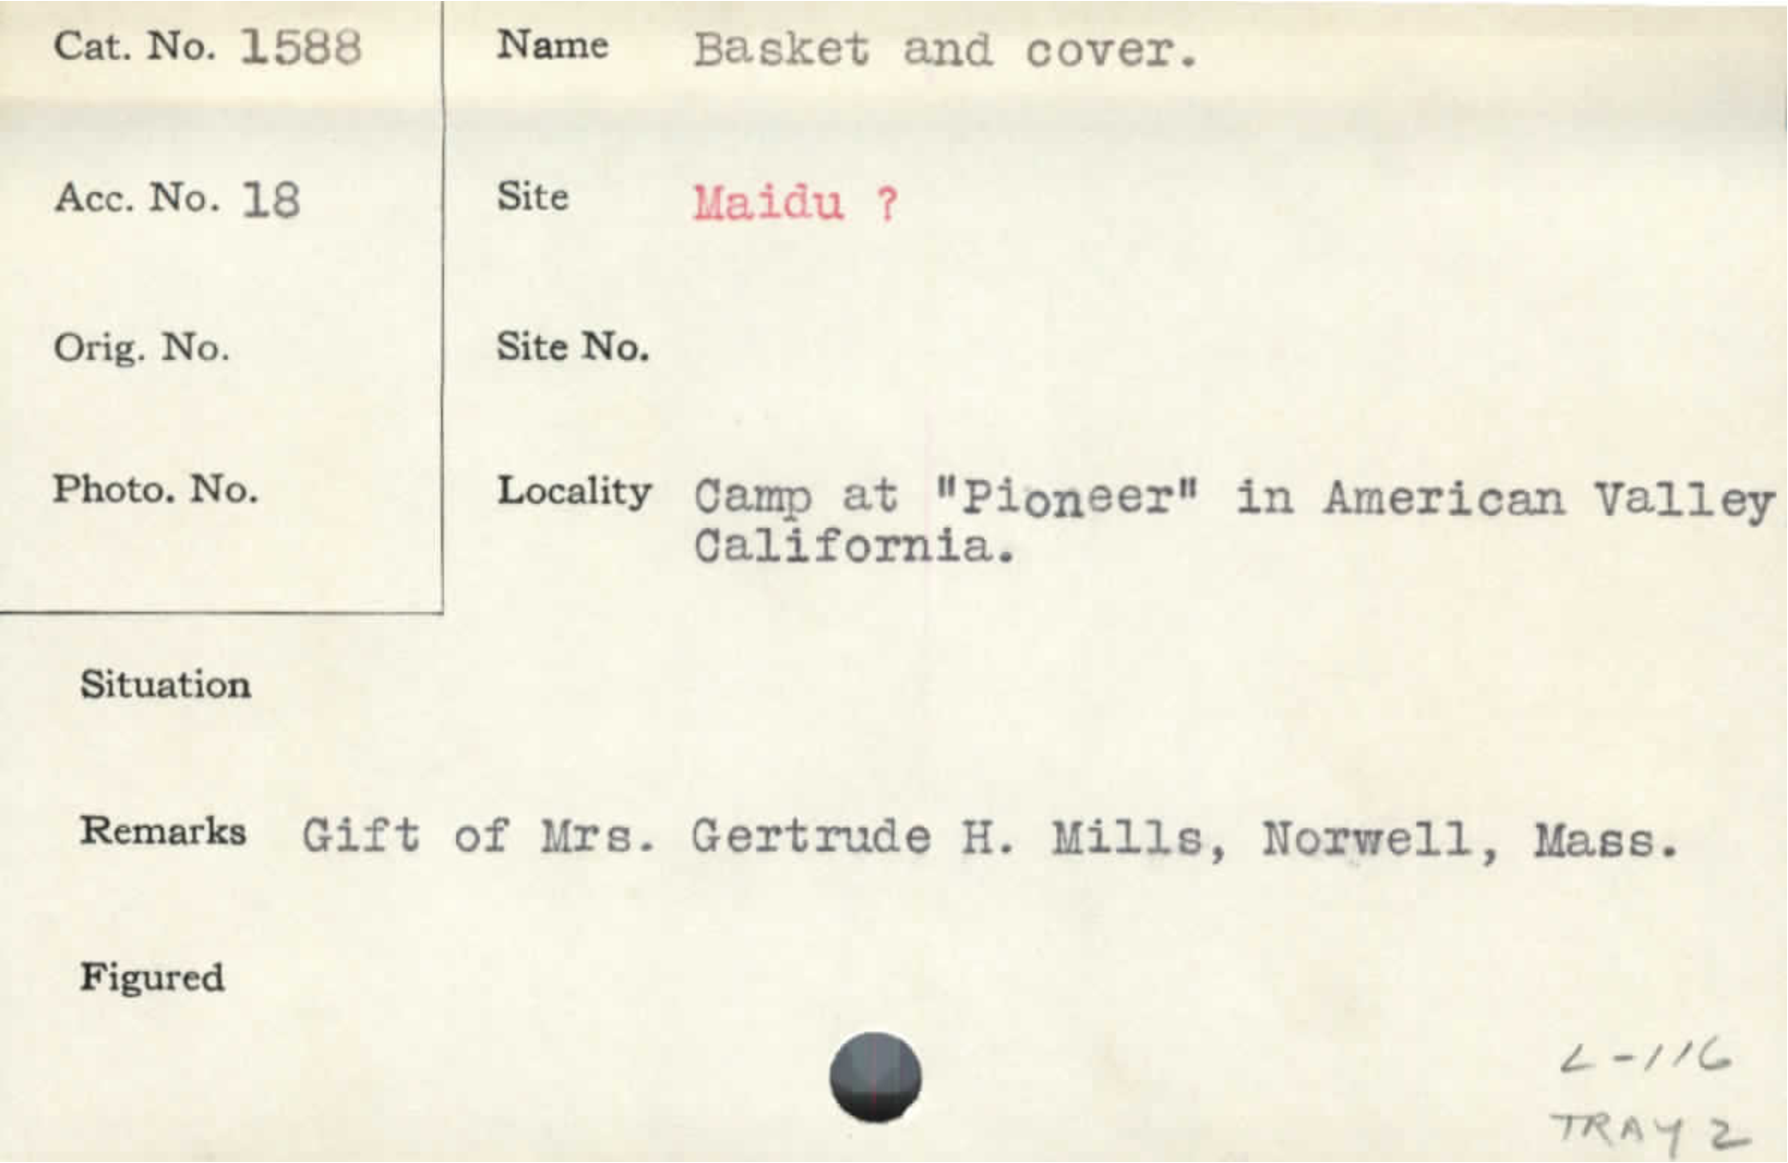 Cat. No. 1588
Name Basket and cover.
Acc. No. 18
Site Maidu ?
Orig. No.
Site No.
Photo. No.
Locality Camp at "Pioneer" in American Valley
California.
Situation
Remarks Gift of Mrs. Gertrude H. Mills, Norwell, Mass.
Figured
L-116
TRAY 2